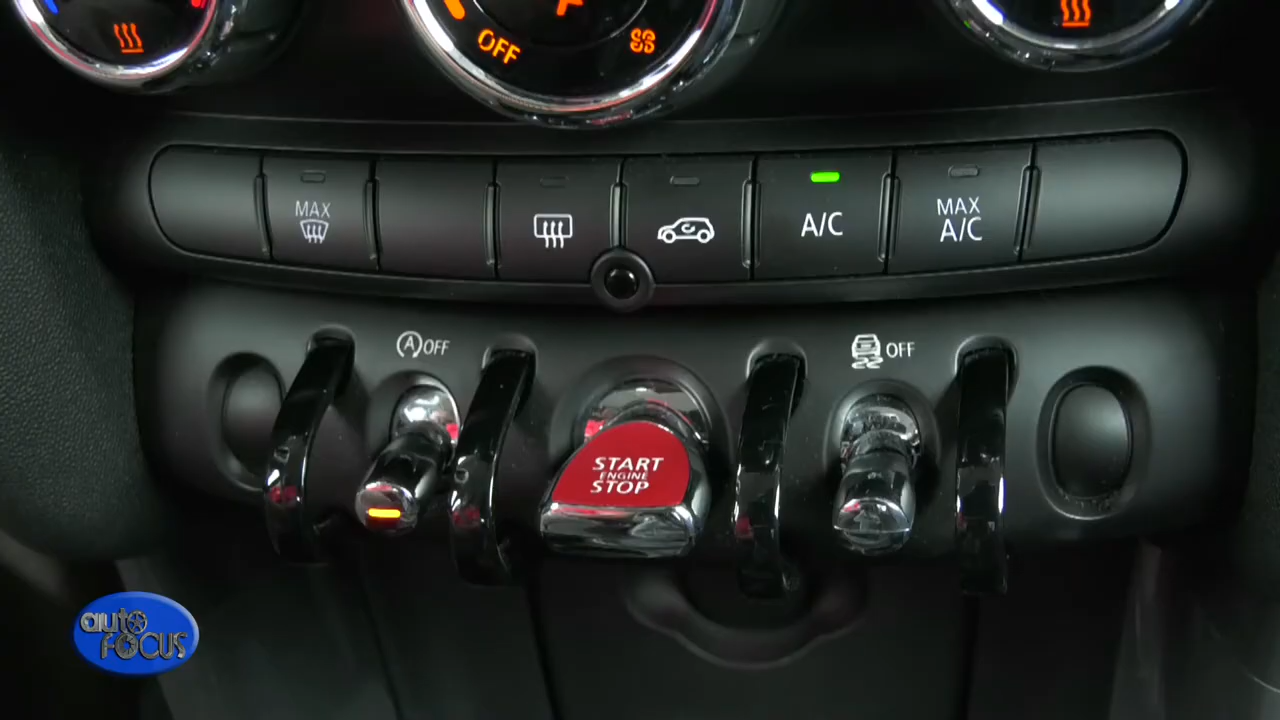 OFF
MAX
A/C
MAX
A/C
A OFF
OFF
START
ENGINE
STOP
auto
FOCUS